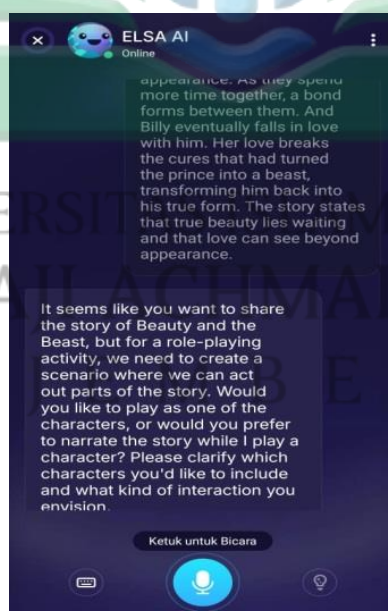 ELSA AI
Online
appearance. As they spend
more time together, a bond
forms between them. And
Billy eventually falls in love
with him. Her love breaks
the cures that had turned
the prince into a beast,
transforming him back into
his true form. The story states
that true beauty lies waiting
and that love can see beyond
appearance.
It seems like you want to share
the story of Beauty and the
Beast, but for a role-playing
activity, we need to create a
scenario where we can act
out parts of the story. Would
you like to play as one of the
characters, or would you prefer
to narrate the story while I play a
character? Please clarify which
characters you'd like to include
and what kind of interaction you
envision.
Ketuk untuk Bicara